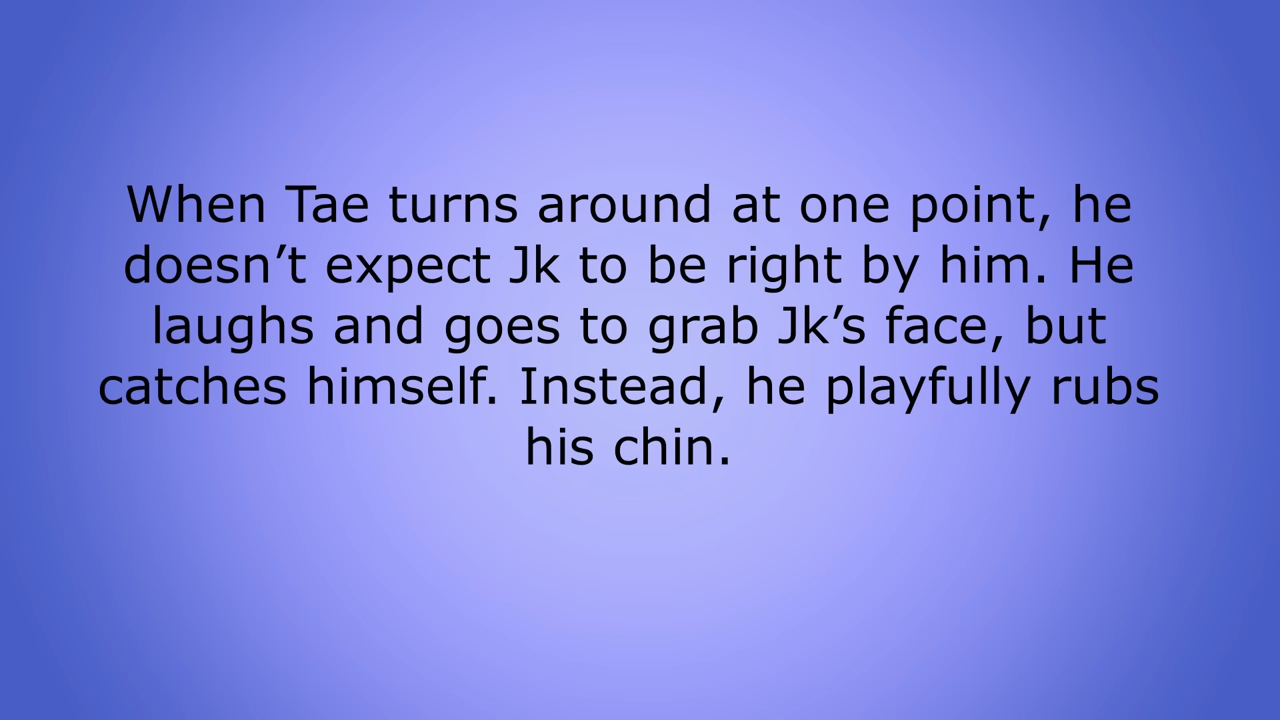 When Tae turns around at one point, he
doesn’t expect Jk to be right by him. He
laughs and goes to grab Jk’s face, but
catches himself. Instead, he playfully rubs
his chin.